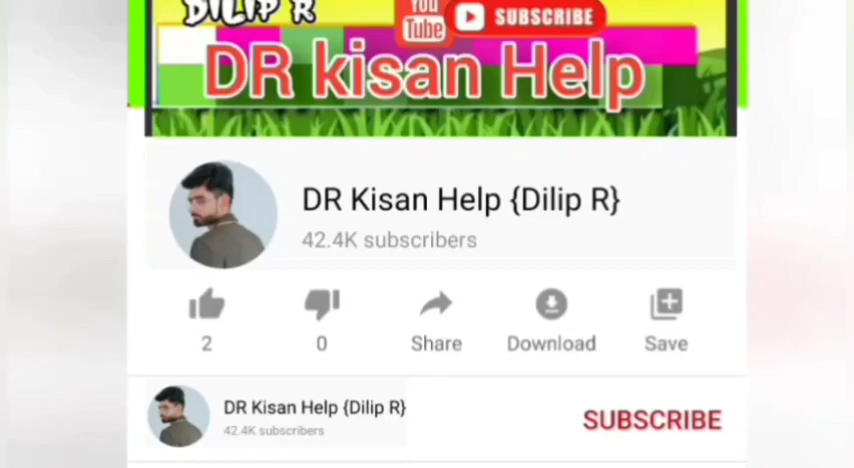 DILIP R
You Tube SUBSCRIBE
DR kisan Help
DR Kisan Help {Dilip R}
42.4K subscribers
2 0 Share Download Save
DR Kisan Help {Dilip R}
42.4K subscribers
SUBSCRIBE